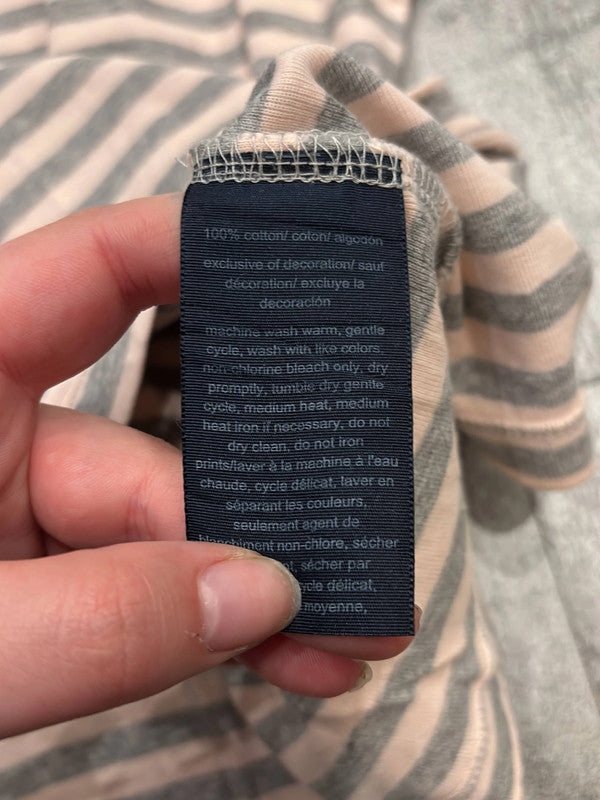 100% cotton/ coton/ algodon
exclusive of decoration/ sauf
décoration/ excluye la
decoración
machine wash warm, gentle
cycle, wash with like colors,
non-chlorine bleach only, dry
promptly, tumble dry gentle
cycle, medium heat, medium
heat iron if necessary, do not
dry clean, do not iron
prints/laver à la machine à l'eau
chaude, cycle délicat, laver en
séparant les couleurs,
seulement agent de
blanchiment non-chlore, sécher
sécher par
cycle délicat,
moyenne,